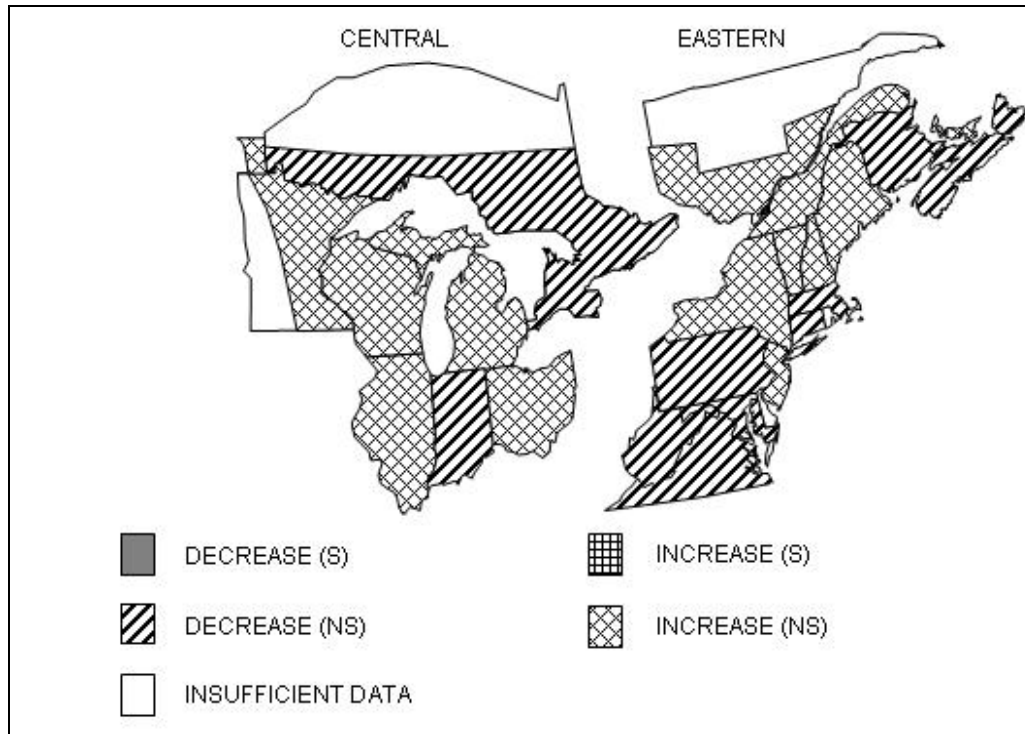 CENTRAL
EASTERN
DECREASE (S)
INCREASE (S)
DECREASE (NS)
INCREASE (NS)
INSUFFICIENT DATA